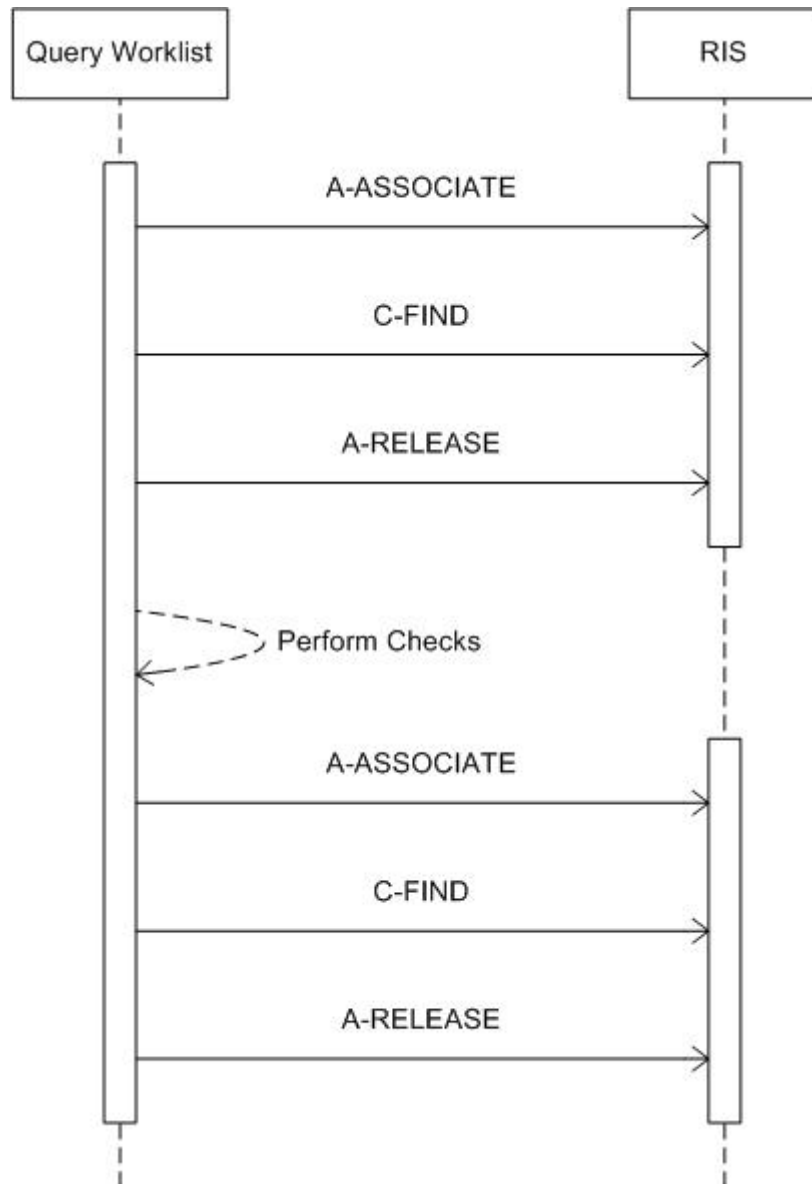 Query Worklist
RIS
A-ASSOCIATE
C-FIND
A-RELEASE
Perform Checks
A-ASSOCIATE
C-FIND
A-RELEASE